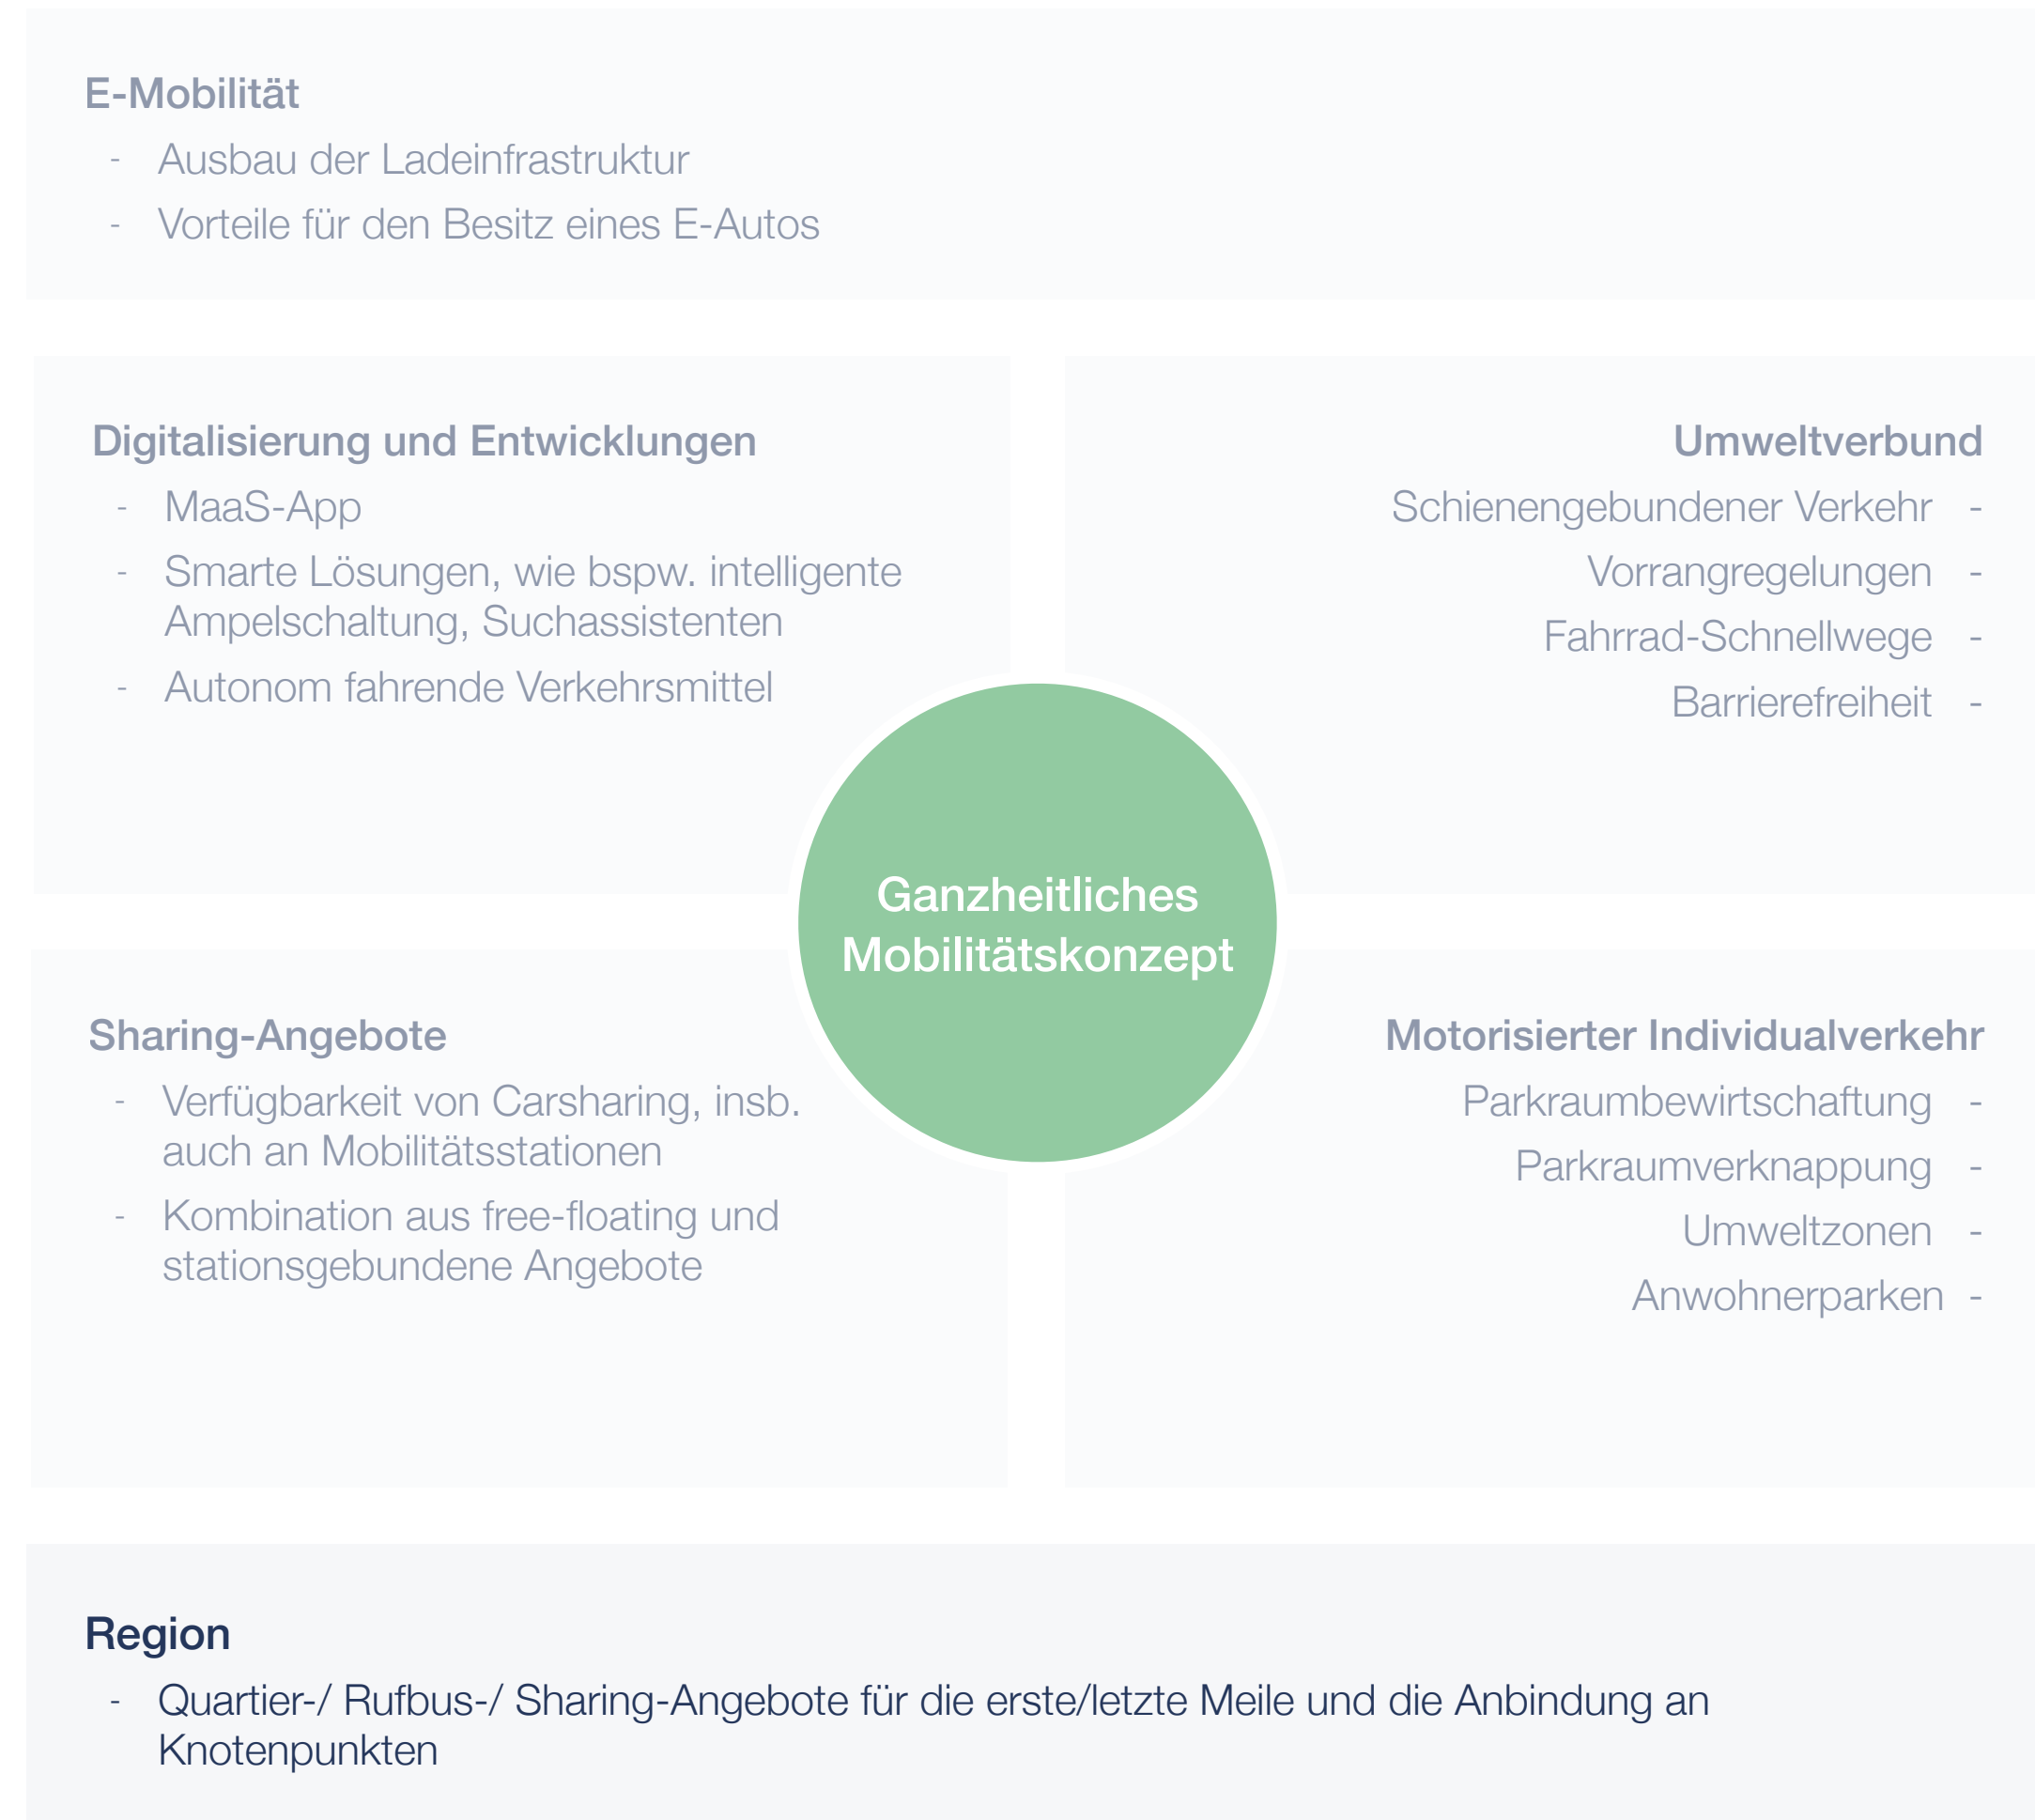 E-Mobilität
- Ausbau der Ladeinfrastruktur
- Vorteile für den Besitz eines E-Autos
Digitalisierung und Entwicklungen
- MaaS-App
- Smarte Lösungen, wie bspw. intelligente
Ampelschaltung, Suchassistenten
- Autonom fahrende Verkehrsmittel
Umweltverbund
Schienengebundener Verkehr -
Vorrangregelungen -
Fahrrad-Schnellwege -
Barrierefreiheit -
Ganzheitliches
Mobilitätskonzept
Sharing-Angebote
- Verfügbarkeit von Carsharing, insb.
auch an Mobilitätsstationen
- Kombination aus free-floating und
stationsgebundene Angebote
Motorisierter Individualverkehr
Parkraumbewirtschaftung -
Parkraumverknappung -
Umweltzonen -
Anwohnerparken -
Region
- Quartier-/ Rufbus-/ Sharing-Angebote für die erste/letzte Meile und die Anbindung an
Knotenpunkten